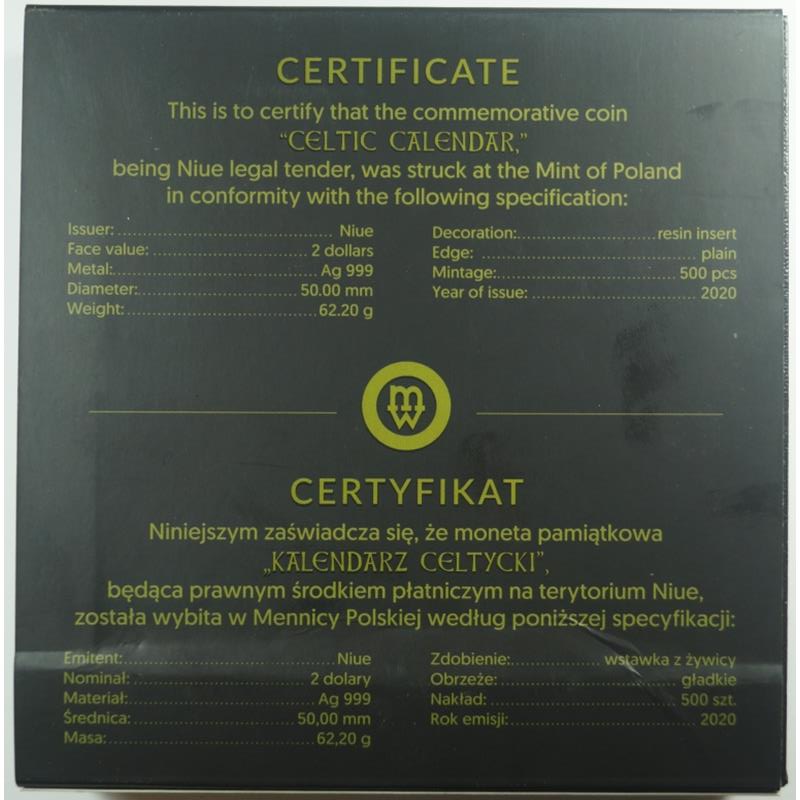 CERTIFICATE
This is to certify that the commemorative coin
“CELTIC CALENDAR,”
being Niue legal tender, was struck at the Mint of Poland
in conformity with the following specification:
Issuer:.......................................... Niue
Face value: ............................... 2 dollars
Metal:........................................ Ag 999
Diameter:................................ 50.00 mm
Weight:...................................... 62.20 g
Decoration:........................... resin insert
Edge: ........................................ plain
Mintage:.................................. 500 pcs
Year of issue: ............................... 2020
mw
CERTYFIKAT
Niniejszym zaświadcza się, że moneta pamiątkowa
„KALENDARZ CELTYCKI”,
będąca prawnym środkiem płatniczym na terytorium Niue,
została wybita w Mennicy Polskiej według poniższej specyfikacji:
Emitent:........................................ Niue
Nominał:................................. 2 dolary
Materiał:.................................... Ag 999
Średnica:................................ 50,00 mm
Masa:......................................... 62,20 g
Zdobienie:................. wstawka z żywicy
Obrzeże: .................................. gładkie
Nakład:.................................... 500 szt.
Rok emisji:.................................. 2020